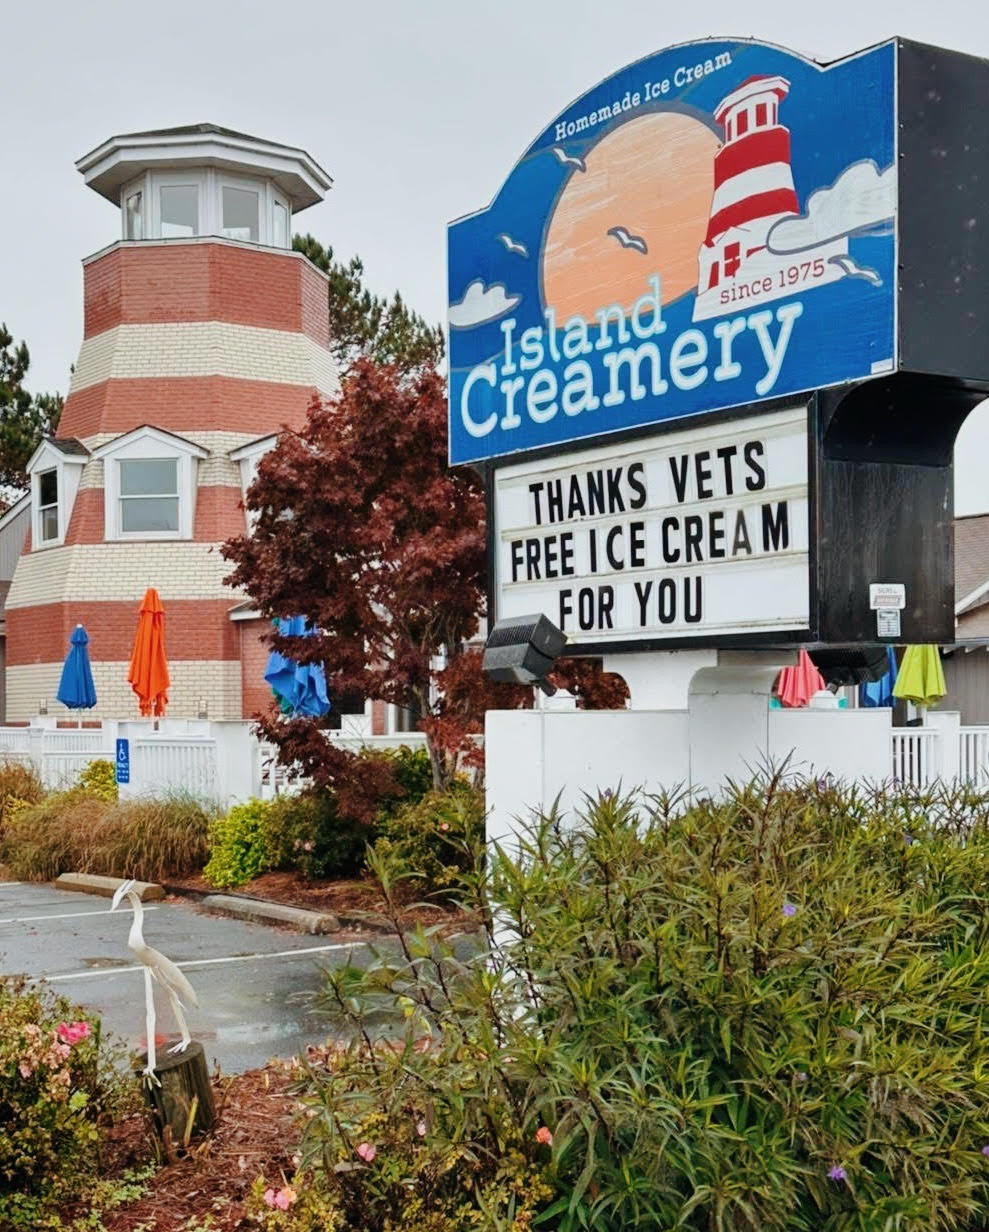 Homemade Ice Cream
since 1975
Island
Creamery
THANKS VETS
FREE ICE CREAM
FOR YOU